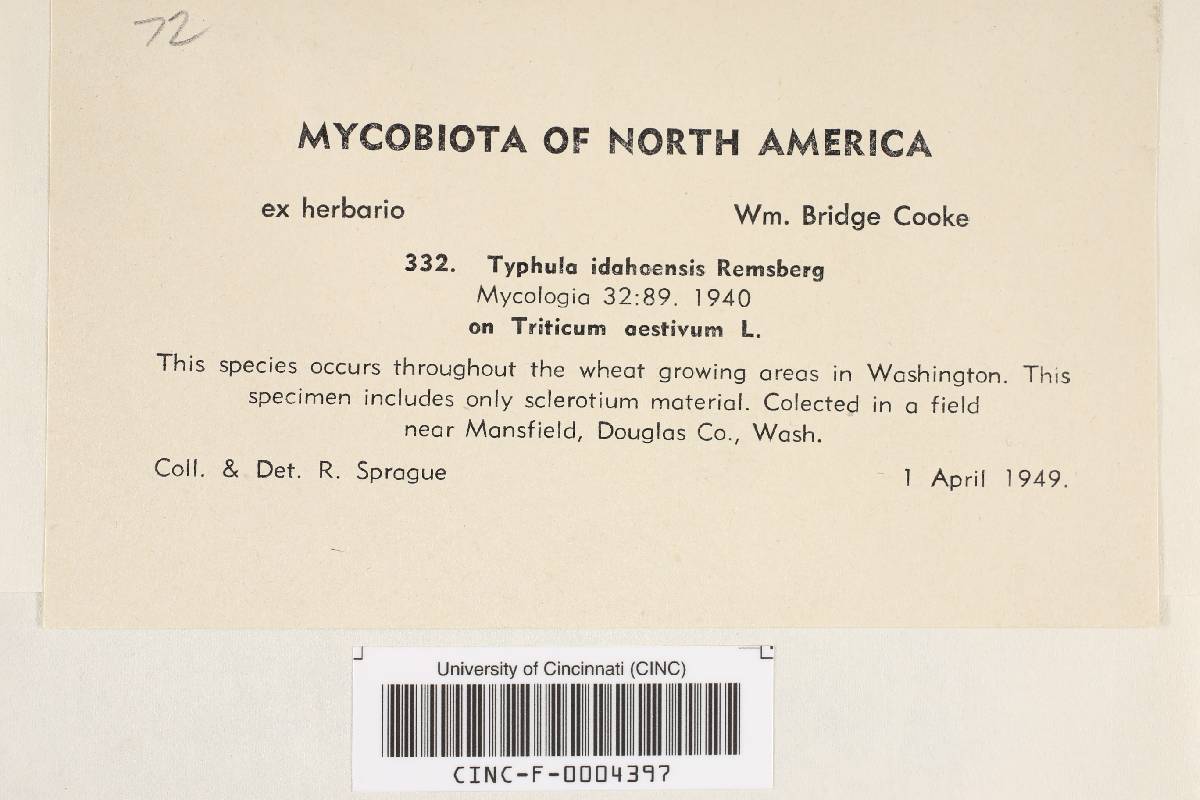 72
MYCOBIOTA OF NORTH AMERICA
ex herbario Wm. Bridge Cooke
332. Typhula idahoensis Remsberg
Mycologia 32:89. 1940
on Triticum aestivum L.
This species occurs throughout the wheat growing areas in Washington. This
specimen includes only sclerotium material. Colected in a field
near Mansfield, Douglas Co., Wash.
Coll. & Det. R. Sprague 1 April 1949.
University of Cincinnati (CINC)
CINC-F-0004397